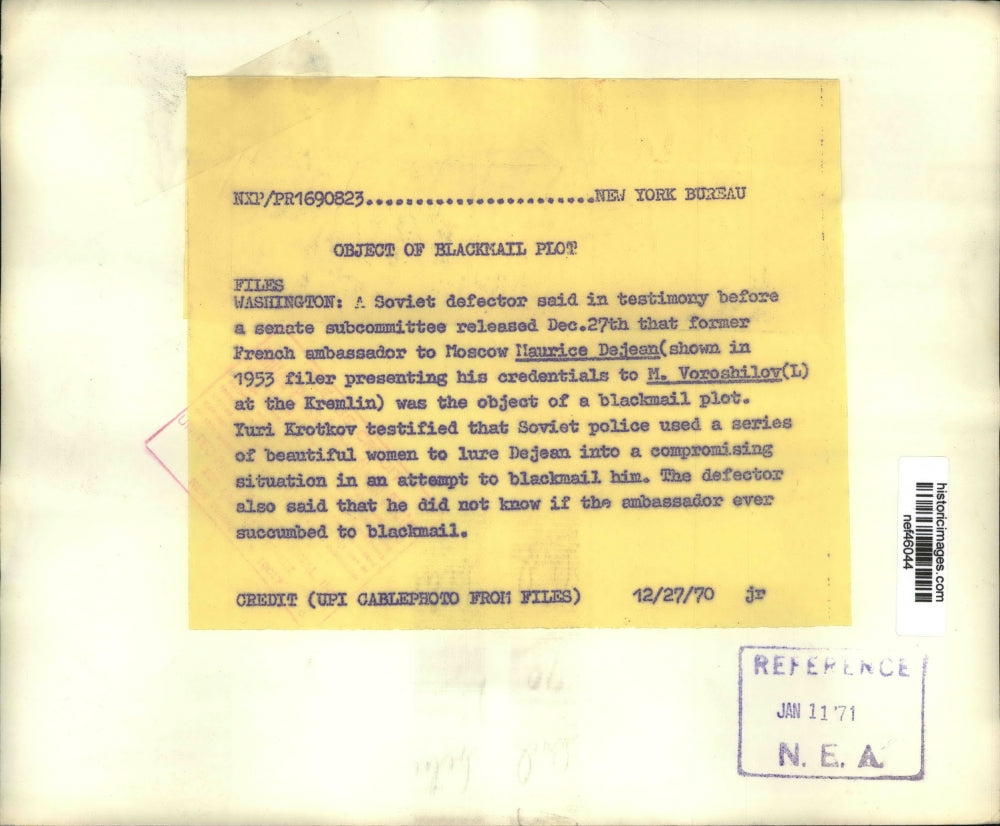 NXP/PR1690823..........................NEW YORK BUREAU
OBJECT OF BLACKMAIL PLOT
FILES
WASHINGTON: A Soviet defector said in testimony before
a senate subcommittee released Dec.27th that former
French ambassador to Moscow Maurice Dejean(shown in
1953 filer presenting his credentials to M. Voroshilov(L)
at the Kremlin) was the object of a blackmail plot.
Yuri Krotkov testified that Soviet police used a series
of beautiful women to lure Dejean into a compromising
situation in an attempt to blackmail him. The defector
also said that he did not know if the ambassador ever
succumbed to blackmail.
CREDIT (UPI CABLEPHOTO FROM FILES) 12/27/70 jr
historicimages.com
nef46044
REFERENCE
JAN 11 '71
N. E. A.